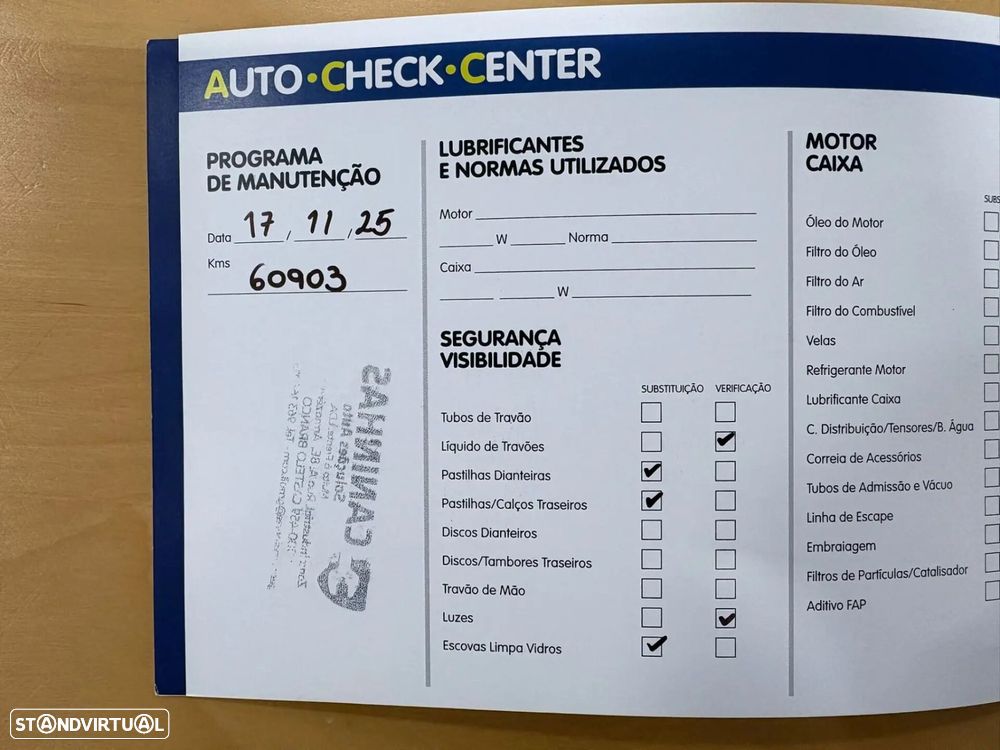 AUTO·CHECK·CENTER
PROGRAMA
DE MANUTENÇÃO
Data 17 / 11 / 25
Kms
60903
LUBRIFICANTES
E NORMAS UTILIZADOS
Motor
W Norma
Caixa
W
SEGURANÇA
VISIBILIDADE
SUBSTITUIÇÃO VERIFICAÇÃO
Tubos de Travão
Líquido de Travões
Pastilhas Dianteiras
Pastilhas/Calços Traseiros
Discos Dianteiros
Discos/Tambores Traseiros
Travão de Mão
Luzes
Escovas Limpa Vidros
MOTOR
CAIXA
SUBS
Óleo do Motor
Filtro do Óleo
Filtro do Ar
Filtro do Combustível
Velas
Refrigerante Motor
Lubrificante Caixa
C. Distribuição/Tensores/B. Água
Correia de Acessórios
Tubos de Admissão e Vácuo
Linha de Escape
Embraiagem
Filtros de Partículas/Catalisador
Aditivo FAP
CAMINHAS
STANDVIRTUAL